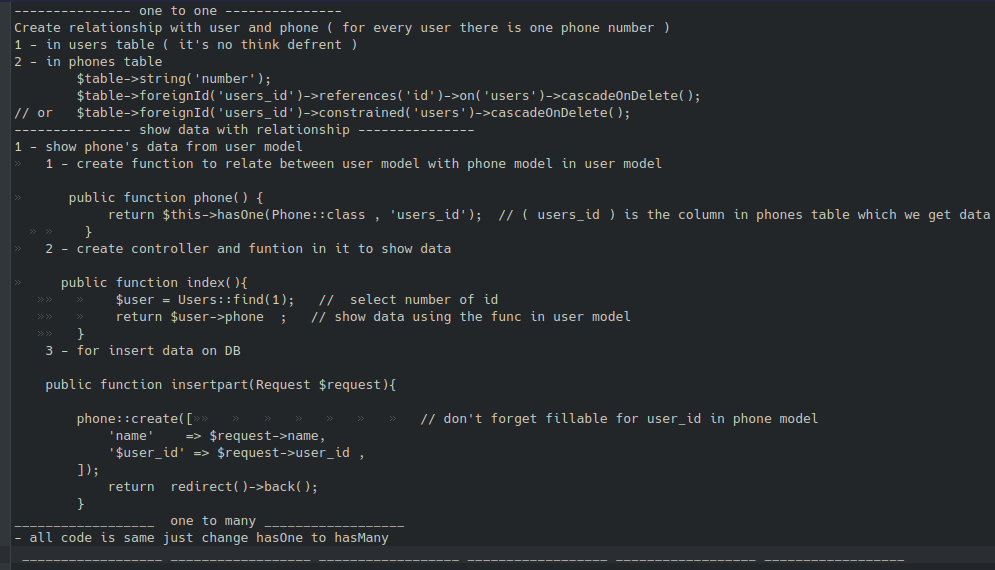 --------------- one to one ---------------
Create relationship with user and phone ( for every user there is one phone number )
1 - in users table ( it's no think defrent )
2 - in phones table
$table->string('number');
$table->foreignId('users_id')->references('id')->on('users')->cascadeOnDelete();
// or   $table->foreignId('users_id')->constrained('users')->cascadeOnDelete();
--------------- show data with relationship ---------------
1 - show phone's data from user model
» 1 - create function to relate between user model with phone model in user model
» public function phone() {
return $this->hasOne(Phone::class , 'users_id');  // ( users_id ) is the column in phones table which we get data
» » }
» 2 - create controller and funtion in it to show data
» public function index(){
»» » $user = Users::find(1);   //  select number of id
»» » return $user->phone  ;   // show data using the func in user model
»» }
3 - for insert data on DB
public function insertpart(Request $request){
phone::create([»» » » » » » » // don't forget fillable for user_id in phone model
'name'    => $request->name,
'$user_id' => $request->user_id ,
]);
return  redirect()->back();
}
__________________  one to many __________________
- all code is same just change hasOne to hasMany
__________________ __________________ __________________ __________________ __________________ __________________